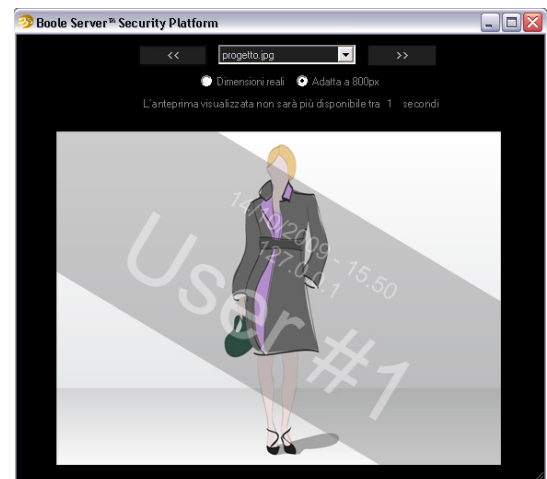 Boole Server™ Security Platform
<< progetto.jpg >>
Dimensioni reali Adatta a 800px
L'anteprima visualizzata non sarà più disponibile tra 1 secondi
14/10/2009 - 15.50
127.0.0.1
User #1